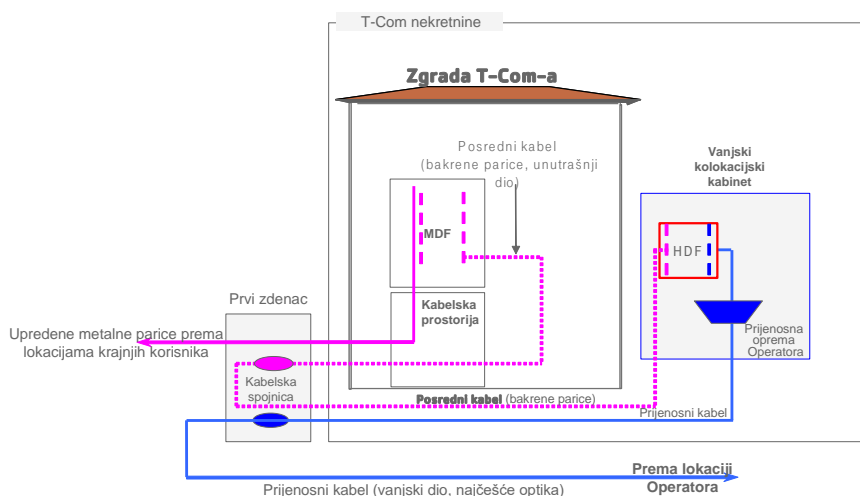 T-Com nekretnine
Zgrada T-Com-a
Posredni kabel
(bakrene parice, unutrašnji
dio)
Vanjski
kolokacijski
kabinet
MDF
HDF
Prvi zdenac
Kabelska
prostorija
Upredene metalne parice prema
lokacijama krajnjih korisnika
Prijenosna
oprema
Operatora
Kabelska
spojnica
Posredni kabel (bakrene parice)
Prijenosni kabel
Prema lokaciji
Operatora
Prijenosni kabel (vanjski dio, najčešće optika)